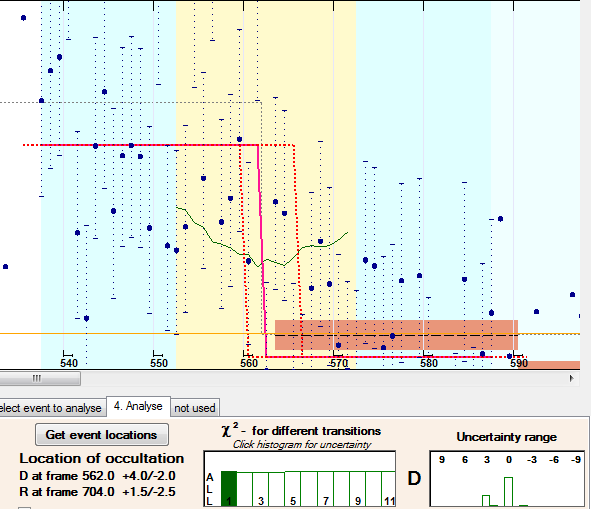 540 550 560 570 580 590
elect event to analyse 4. Analyse not used
Get event locations
Location of occultation
D at frame 562.0 +4.0/-2.0
R at frame 704.0 +1.5/-2.5
χ² - for different transitions
Click histogram for uncertainty
A
L
L
1 3 5 7 9 11
D
Uncertainty range
9 6 3 0 -3 -6 -9